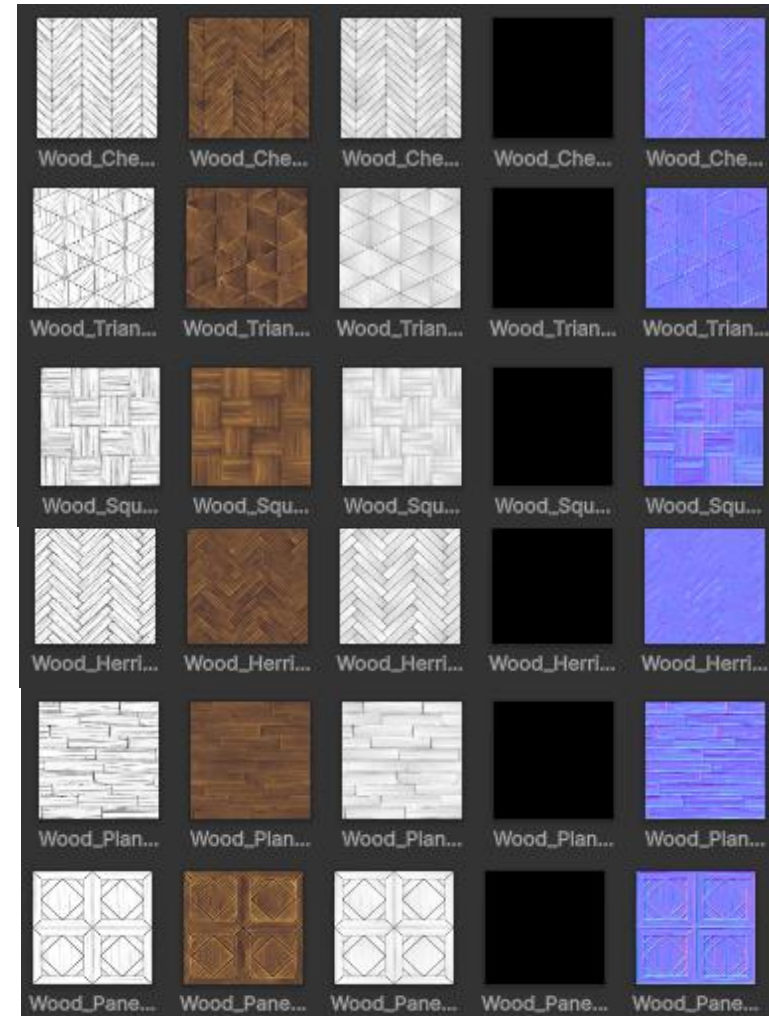 Wood_Che... Wood_Che... Wood_Che... Wood_Che... Wood_Che...
Wood_Trian... Wood_Trian... Wood_Trian... Wood_Trian... Wood_Trian...
Wood_Squ... Wood_Squ... Wood_Squ... Wood_Squ... Wood_Squ...
Wood_Herri... Wood_Herri... Wood_Herri... Wood_Herri... Wood_Herri...
Wood_Plan... Wood_Plan... Wood_Plan... Wood_Plan... Wood_Plan...
Wood_Pane... Wood_Pane... Wood_Pane... Wood_Pane... Wood_Pane...